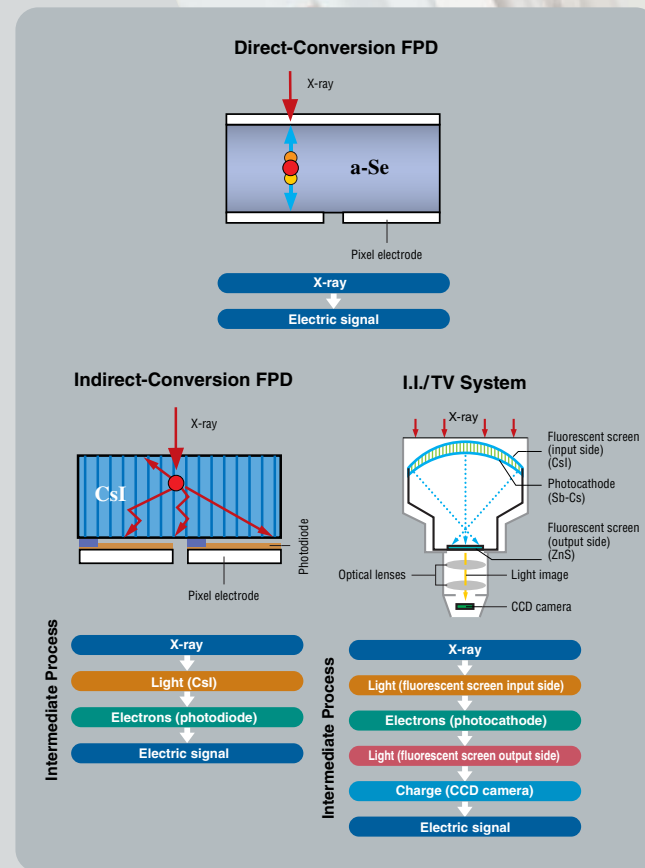 Direct-Conversion FPD
X-ray
a-Se
Pixel electrode
X-ray
Electric signal
Indirect-Conversion FPD
X-ray
CsI
Photodiode
Pixel electrode
Intermediate Process
X-ray
Light (CsI)
Electrons (photodiode)
Electric signal
I.I./TV System
X-ray
Fluorescent screen
(input side)
(CsI)
Photocathode
(Sb-Cs)
Fluorescent screen
(output side)
(ZnS)
Optical lenses
Light image
CCD camera
Intermediate Process
X-ray
Light (fluorescent screen input side)
Electrons (photocathode)
Light (fluorescent screen output side)
Charge (CCD camera)
Electric signal